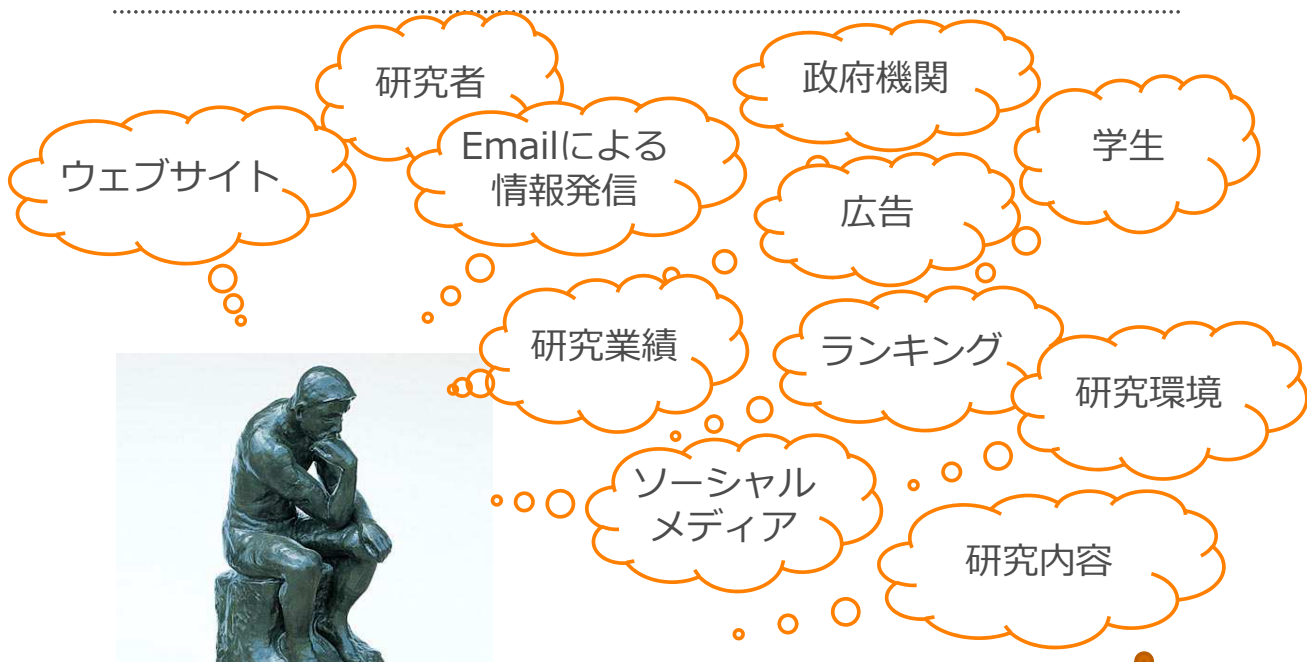 研究者
政府機関
学生
ウェブサイト
Emailによる
情報発信
広告
研究業績
ランキング
研究環境
ソーシャル
メディア
研究内容